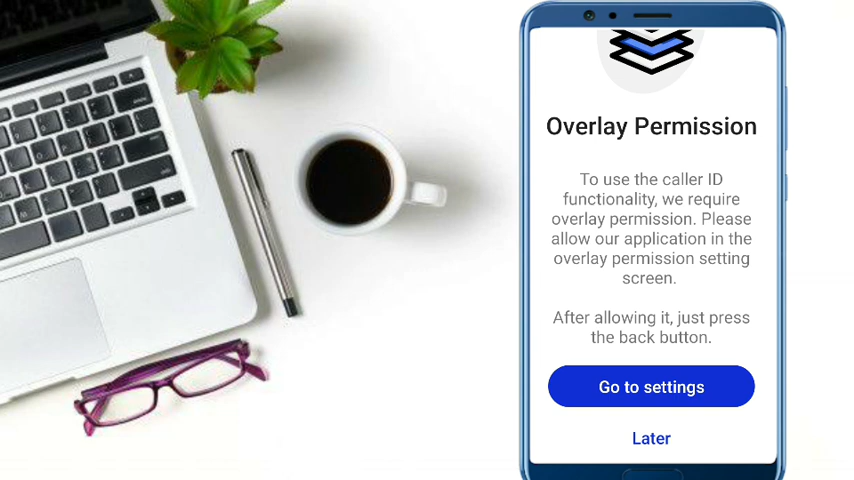 Overlay Permission
To use the caller ID
functionality, we require
overlay permission. Please
allow our application in the
overlay permission setting
screen.
After allowing it, just press
the back button.
Go to settings
Later